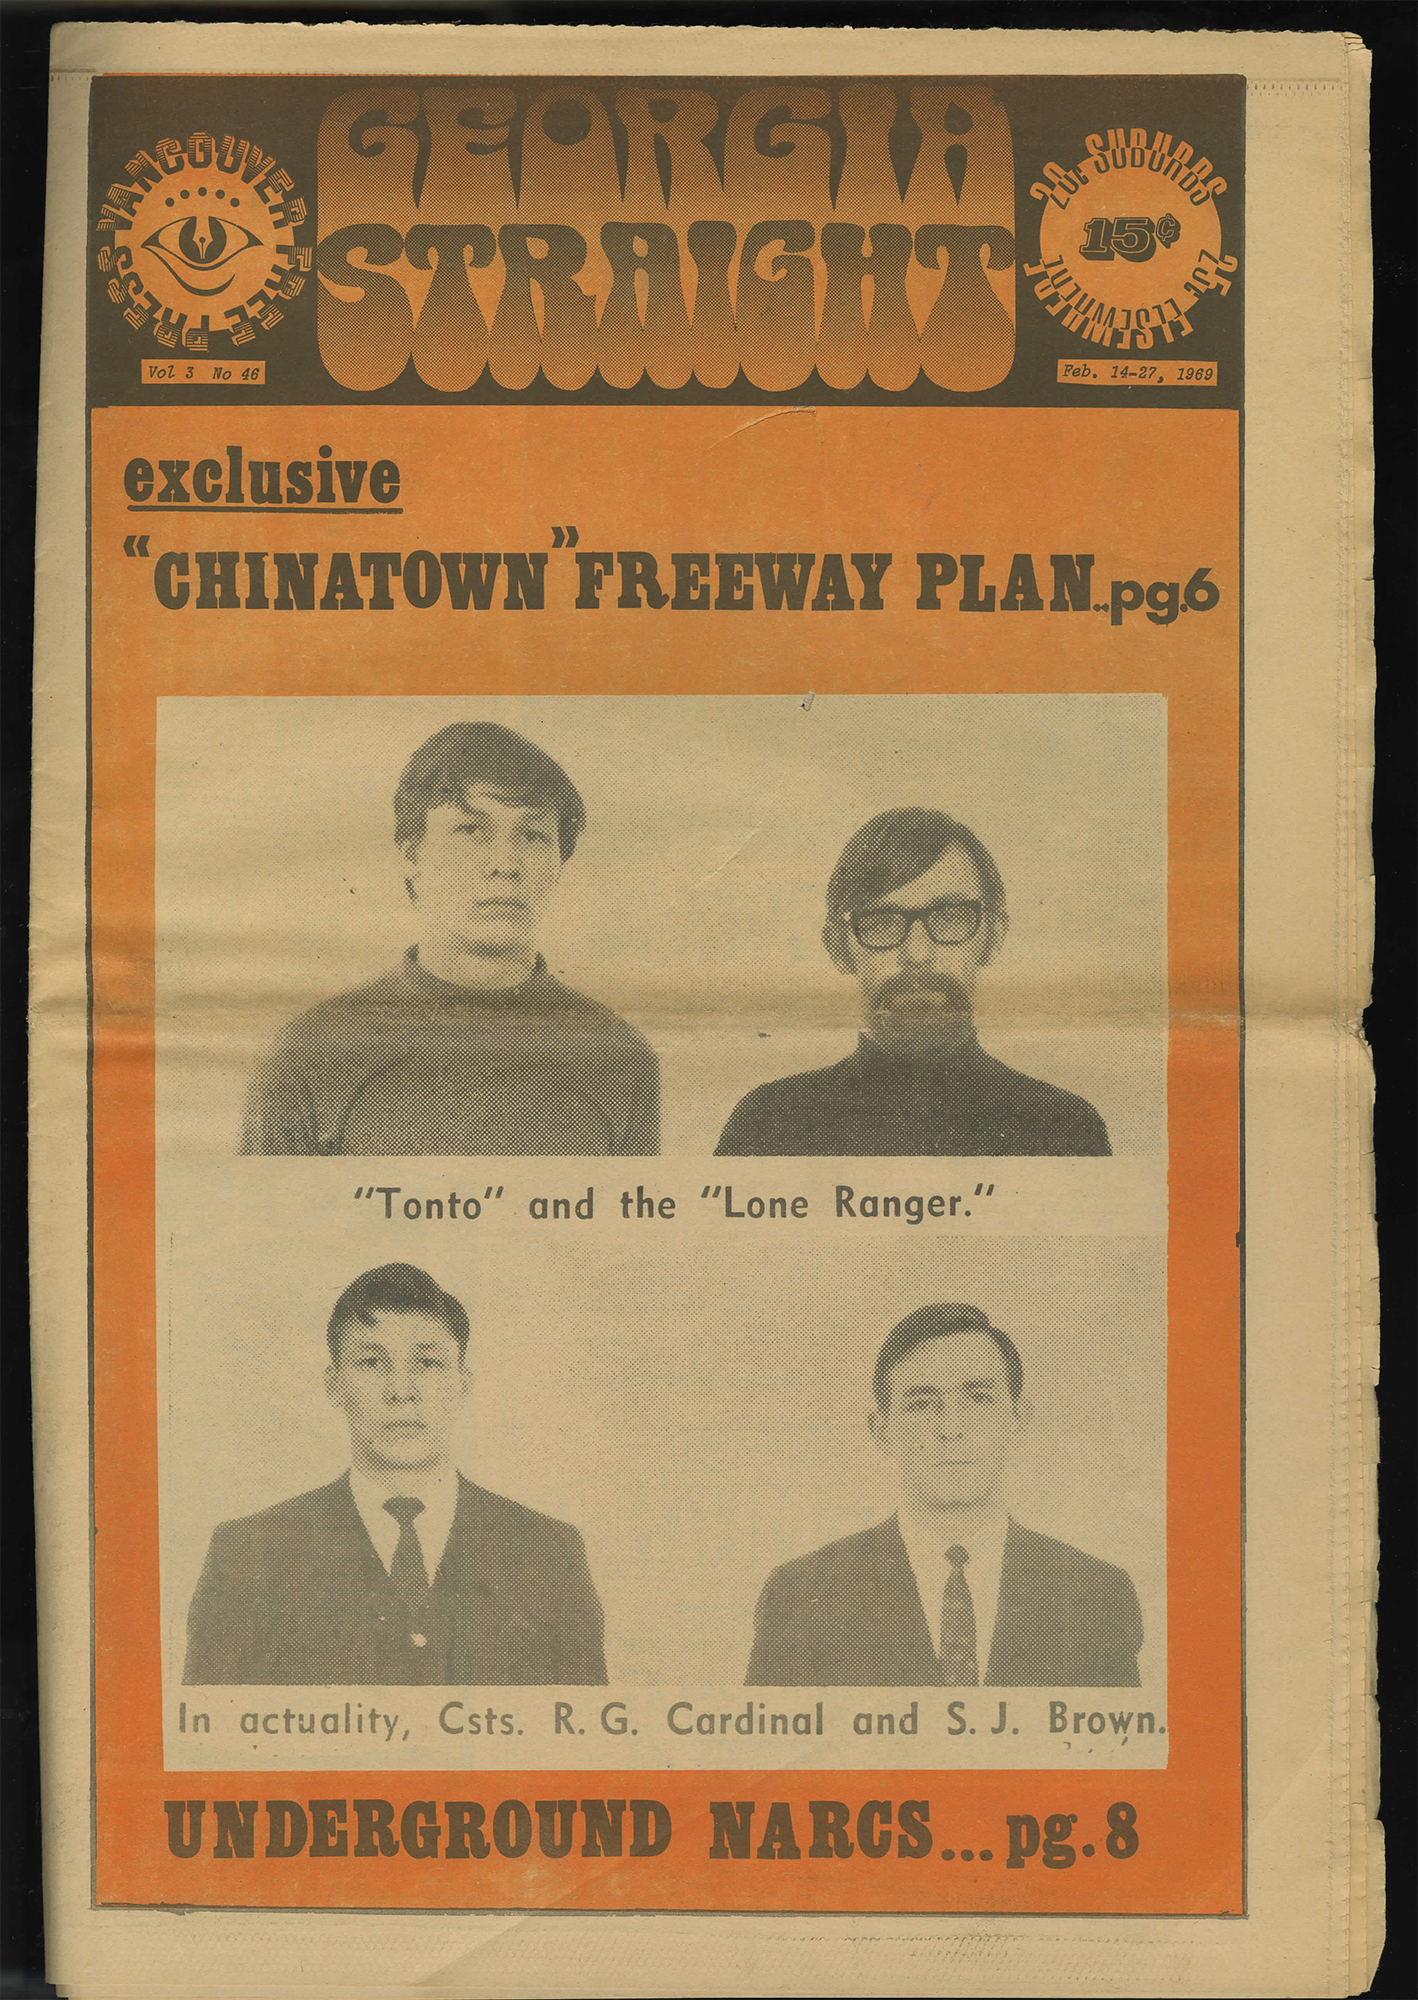 VANCOUVER FREE PRESS
GEORGIA
STRAIGHT
20¢ SUBURBS
15¢
25¢ ELSEWHERE
Vol 3 No 46
Feb. 14-27, 1969
exclusive
"CHINATOWN" FREEWAY PLAN..pg.6
"Tonto" and the "Lone Ranger."
In actuality, Csts. R. G. Cardinal and S. J. Brown.
UNDERGROUND NARCS...pg. 8